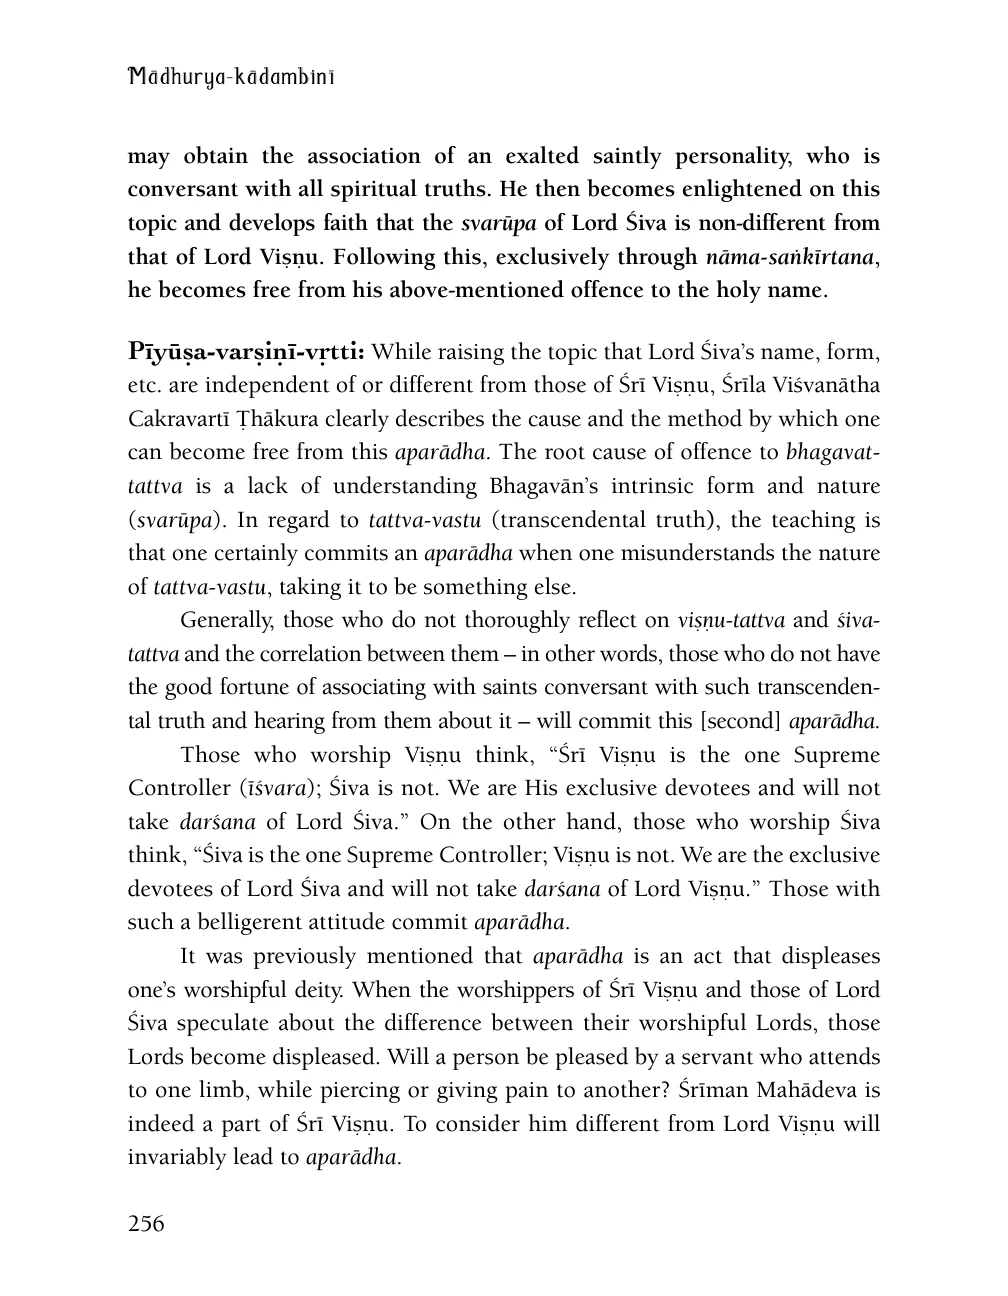 Mādhurya-kādambinī
may obtain the association of an exalted saintly personality, who is
conversant with all spiritual truths. He then becomes enlightened on this
topic and develops faith that the svarūpa of Lord Śiva is non-different from
that of Lord Viṣṇu. Following this, exclusively through nāma-saṅkīrtana,
he becomes free from his above-mentioned offence to the holy name.
Pīyūṣa-varṣiṇī-vṛtti: While raising the topic that Lord Śiva’s name, form,
etc. are independent of or different from those of Śrī Viṣṇu, Śrīla Viśvanātha
Cakravartī Ṭhākura clearly describes the cause and the method by which one
can become free from this aparādha. The root cause of offence to bhagavat-
tattva is a lack of understanding Bhagavān’s intrinsic form and nature
(svarūpa). In regard to tattva-vastu (transcendental truth), the teaching is
that one certainly commits an aparādha when one misunderstands the nature
of tattva-vastu, taking it to be something else.
Generally, those who do not thoroughly reflect on viṣṇu-tattva and śiva-
tattva and the correlation between them – in other words, those who do not have
the good fortune of associating with saints conversant with such transcenden-
tal truth and hearing from them about it – will commit this [second] aparādha.
Those who worship Viṣṇu think, “Śrī Viṣṇu is the one Supreme
Controller (īśvara); Śiva is not. We are His exclusive devotees and will not
take darśana of Lord Śiva.” On the other hand, those who worship Śiva
think, “Śiva is the one Supreme Controller; Viṣṇu is not. We are the exclusive
devotees of Lord Śiva and will not take darśana of Lord Viṣṇu.” Those with
such a belligerent attitude commit aparādha.
It was previously mentioned that aparādha is an act that displeases
one’s worshipful deity. When the worshippers of Śrī Viṣṇu and those of Lord
Śiva speculate about the difference between their worshipful Lords, those
Lords become displeased. Will a person be pleased by a servant who attends
to one limb, while piercing or giving pain to another? Śrīman Mahādeva is
indeed a part of Śrī Viṣṇu. To consider him different from Lord Viṣṇu will
invariably lead to aparādha.
256